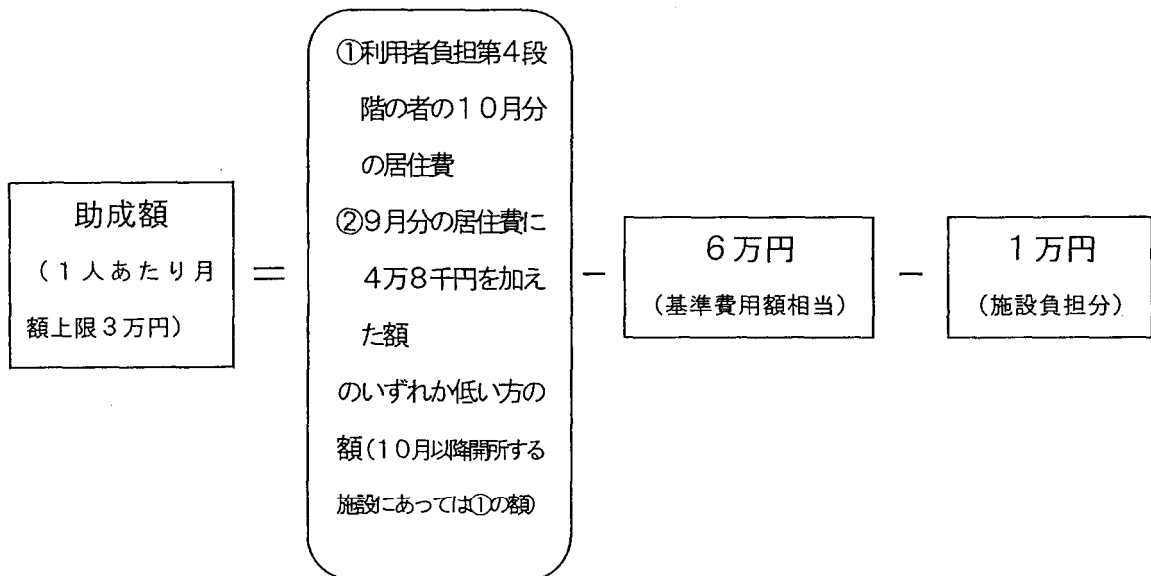 助成額
（１人あたり月
額上限３万円）
＝
①利用者負担第４段
階の者の１０月分
の居住費
②９月分の居住費に
４万８千円を加え
た額
のいずれか低い方の
額（１０月以降開所する
施設にあっては①の額）
−
６万円
（基準費用額相当）
−
１万円
（施設負担分）